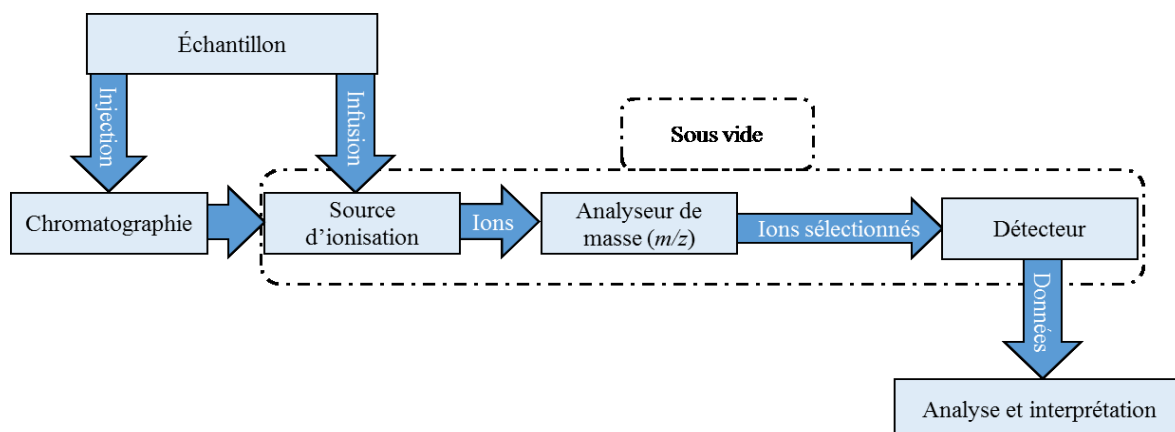 Échantillon
Injection
Infusion
Sous vide
Chromatographie
Source
d’ionisation
Ions
Analyseur de
masse (m/z)
Ions sélectionnés
Détecteur
Données
Analyse et interprétation